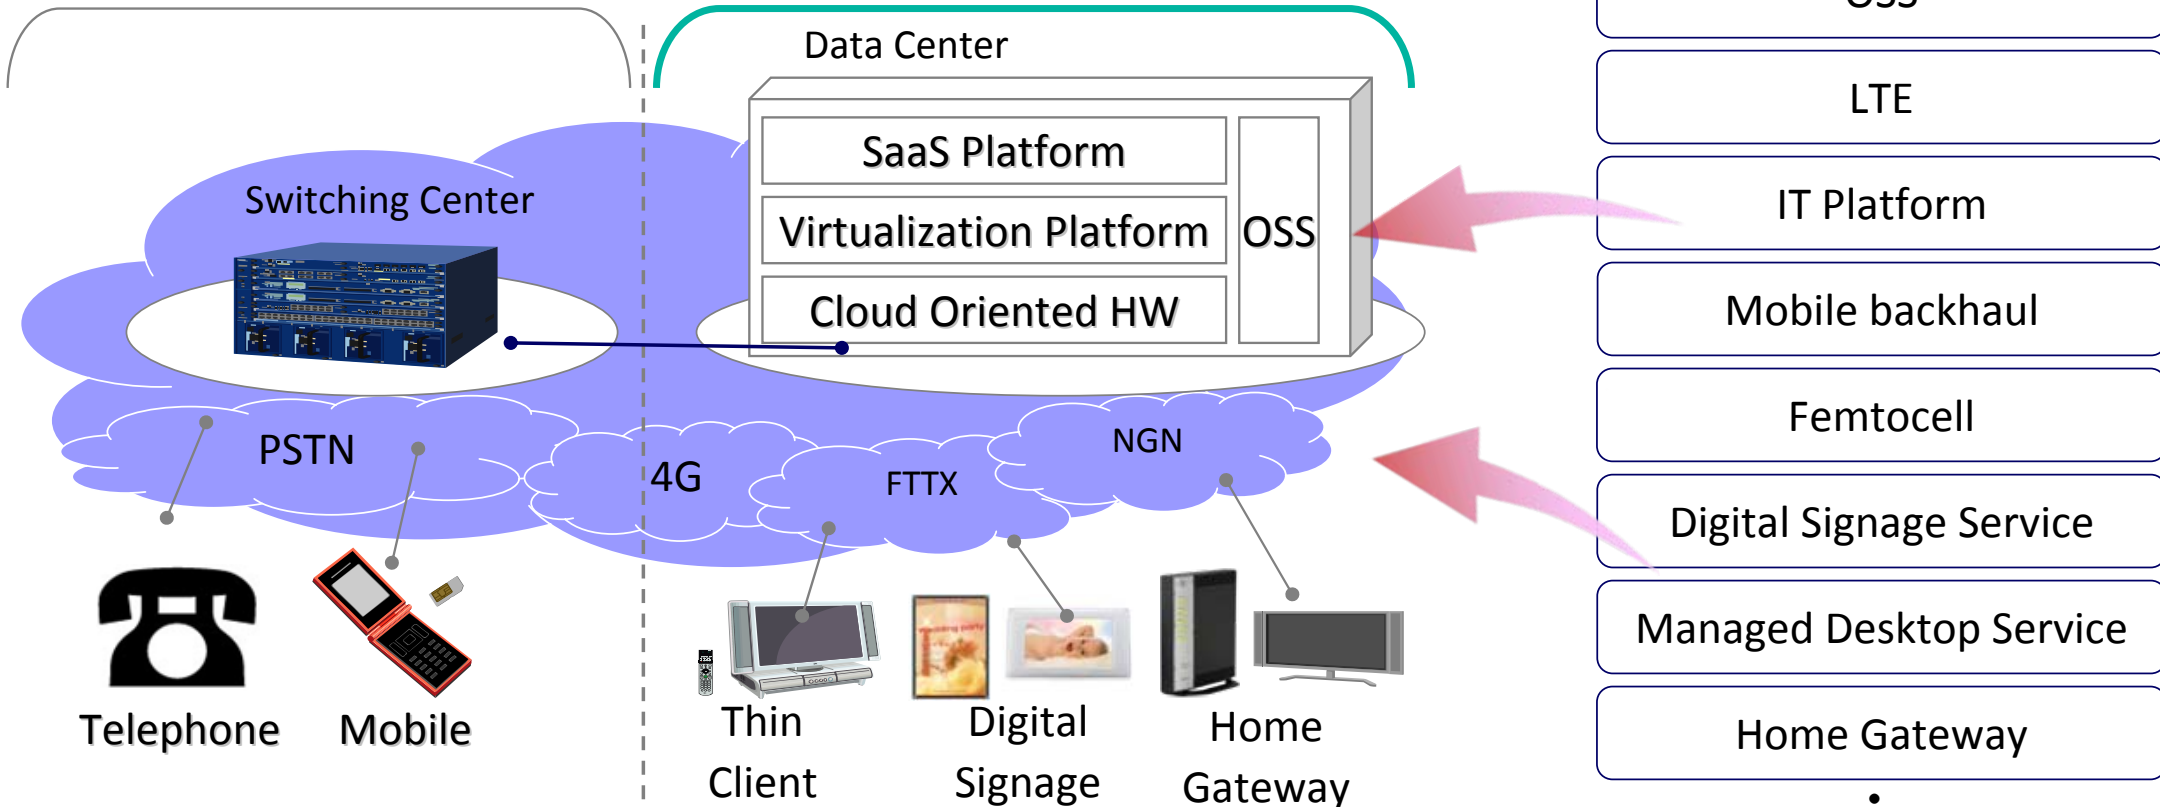 Data Center
SaaS Platform
Virtualization Platform
Cloud Oriented HW
OSS
Switching Center
PSTN
4G
FTTX
NGN
Telephone
Mobile
Thin
Client
Digital
Signage
Home
Gateway
OSS
LTE
IT Platform
Mobile backhaul
Femtocell
Digital Signage Service
Managed Desktop Service
Home Gateway
•